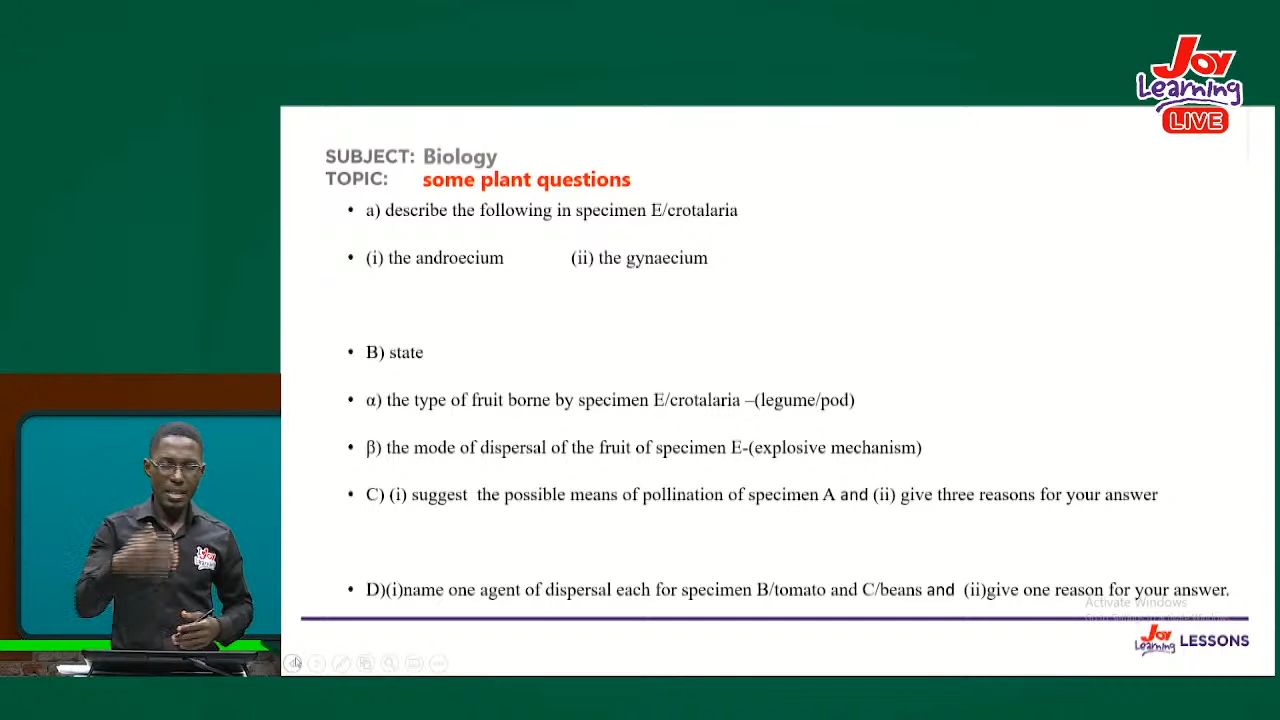 Joy
Learning
LIVE
SUBJECT: Biology
TOPIC: some plant questions
• a) describe the following in specimen E/crotalaria
• (i) the androecium (ii) the gynaecium
• B) state
• α) the type of fruit borne by specimen E/crotalaria –(legume/pod)
• β) the mode of dispersal of the fruit of specimen E-(explosive mechanism)
• C) (i) suggest the possible means of pollination of specimen A and (ii) give three reasons for your answer
• D)(i)name one agent of dispersal each for specimen B/tomato and C/beans and (ii)give one reason for your answer.
Activate Windows
Joy
Learning LESSONS
Joy
Learning